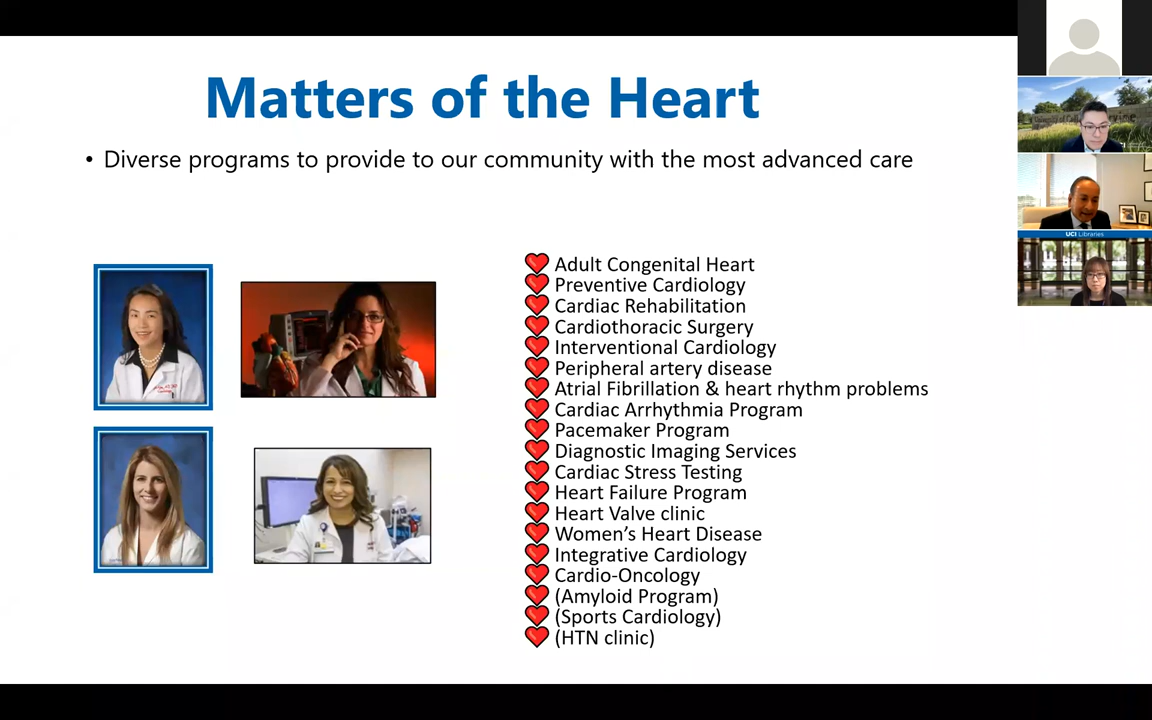 Matters of the Heart
• Diverse programs to provide to our community with the most advanced care
Adult Congenital Heart
Preventive Cardiology
Cardiac Rehabilitation
Cardiothoracic Surgery
Interventional Cardiology
Peripheral artery disease
Atrial Fibrillation & heart rhythm problems
Cardiac Arrhythmia Program
Pacemaker Program
Diagnostic Imaging Services
Cardiac Stress Testing
Heart Failure Program
Heart Valve clinic
Women's Heart Disease
Integrative Cardiology
Cardio-Oncology
(Amyloid Program)
(Sports Cardiology)
(HTN clinic)
UCI Libraries